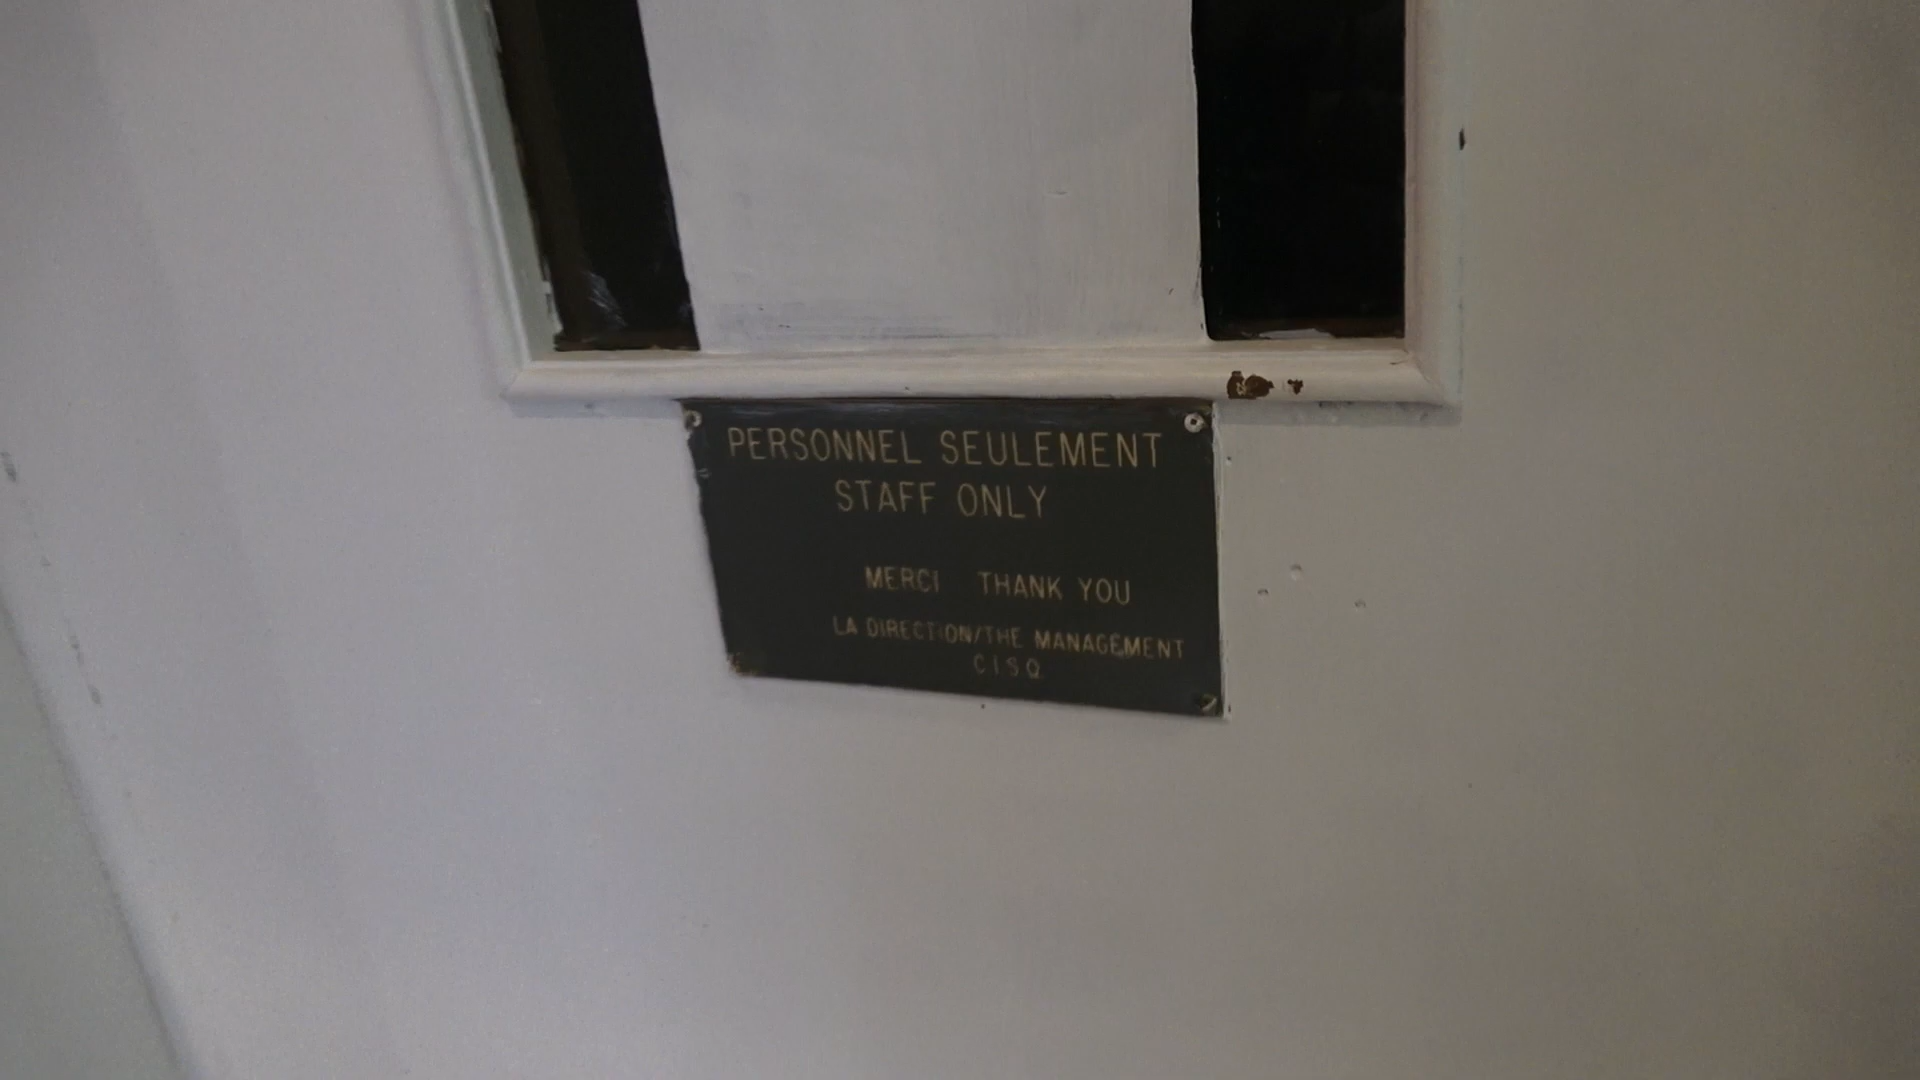 PERSONNEL SEULEMENT
STAFF ONLY
MERCI THANK YOU
LA DIRECTION/THE MANAGEMENT
CISQ